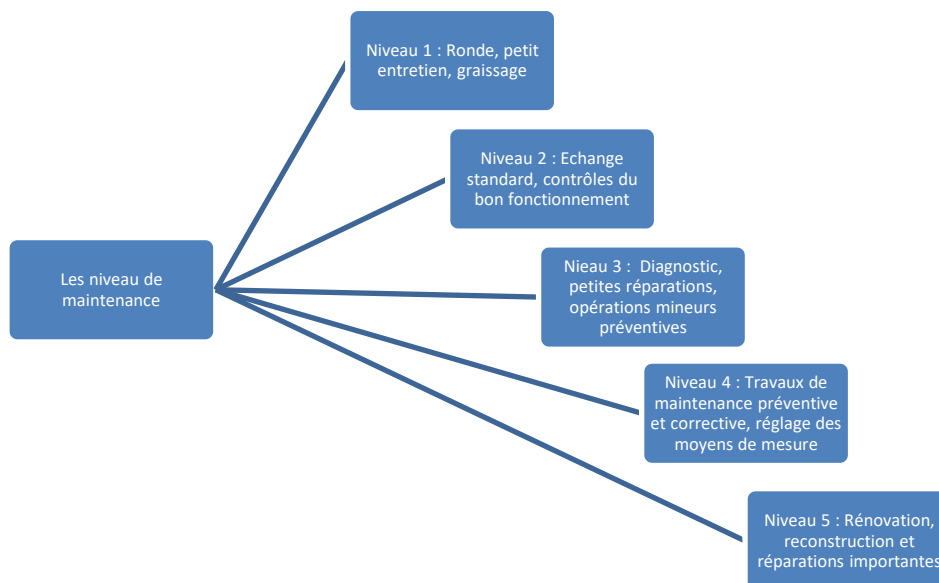 Niveau 1 : Ronde, petit
entretien, graissage
Niveau 2 : Echange
standard, contrôles du
bon fonctionnement
Les niveau de
maintenance
Nieau 3 : Diagnostic,
petites réparations,
opérations mineurs
préventives
Niveau 4 : Travaux de
maintenance préventive
et corrective, réglage des
moyens de mesure
Niveau 5 : Rénovation,
reconstruction et
réparations importantes